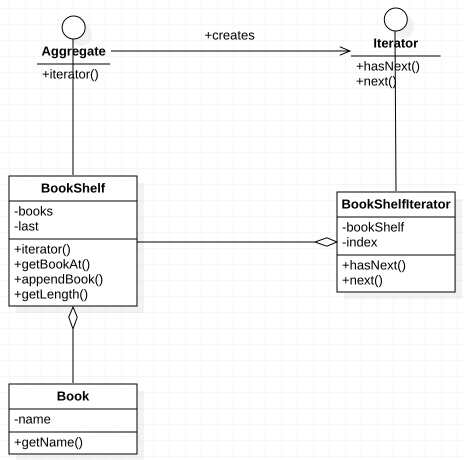 +creates
Aggregate
+iterator()
Iterator
+hasNext()
+next()
BookShelf
-books
-last
+iterator()
+getBookAt()
+appendBook()
+getLength()
BookShelfIterator
-bookShelf
-index
+hasNext()
+next()
Book
-name
+getName()